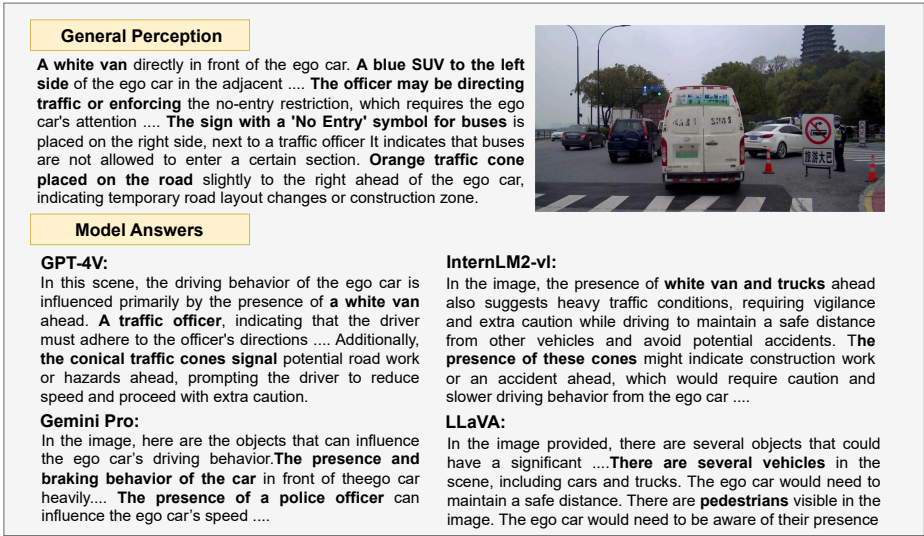 General Perception
A white van directly in front of the ego car. A blue SUV to the left
side of the ego car in the adjacent .... The officer may be directing
traffic or enforcing the no-entry restriction, which requires the ego
car's attention .... The sign with a 'No Entry' symbol for buses is
placed on the right side, next to a traffic officer It indicates that buses
are not allowed to enter a certain section. Orange traffic cone
placed on the road slightly to the right ahead of the ego car,
indicating temporary road layout changes or construction zone.
旅游大巴
Model Answers
GPT-4V:
In this scene, the driving behavior of the ego car is
influenced primarily by the presence of a white van
ahead. A traffic officer, indicating that the driver
must adhere to the officer's directions .... Additionally,
the conical traffic cones signal potential road work
or hazards ahead, prompting the driver to reduce
speed and proceed with extra caution.
Gemini Pro:
In the image, here are the objects that can influence
the ego car's driving behavior.The presence and
braking behavior of the car in front of theego car
heavily.... The presence of a police officer can
influence the ego car's speed ....
InternLM2-vl:
In the image, the presence of white van and trucks ahead
also suggests heavy traffic conditions, requiring vigilance
and extra caution while driving to maintain a safe distance
from other vehicles and avoid potential accidents. The
presence of these cones might indicate construction work
or an accident ahead, which would require caution and
slower driving behavior from the ego car ....
LLaVA:
In the image provided, there are several objects that could
have a significant ....There are several vehicles in the
scene, including cars and trucks. The ego car would need to
maintain a safe distance. There are pedestrians visible in the
image. The ego car would need to be aware of their presence